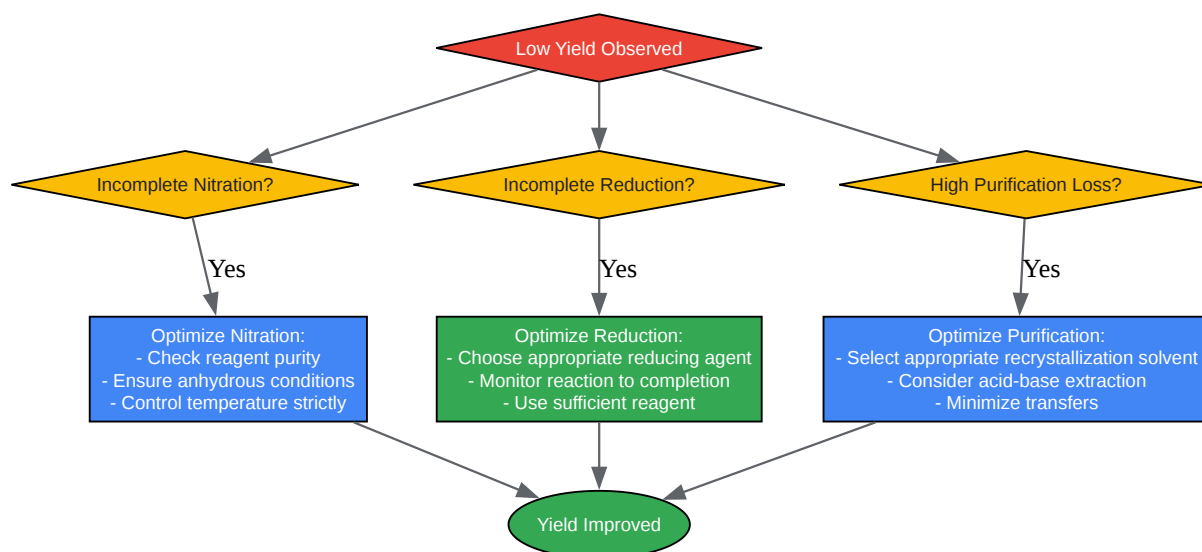 Low Yield Observed
Incomplete Nitration?
Incomplete Reduction?
High Purification Loss?
Yes
Yes
Yes
Optimize Nitration:
- Check reagent purity
- Ensure anhydrous conditions
- Control temperature strictly
Optimize Reduction:
- Choose appropriate reducing agent
- Monitor reaction to completion
- Use sufficient reagent
Optimize Purification:
- Select appropriate recrystallization solvent
- Consider acid-base extraction
- Minimize transfers
Yield Improved